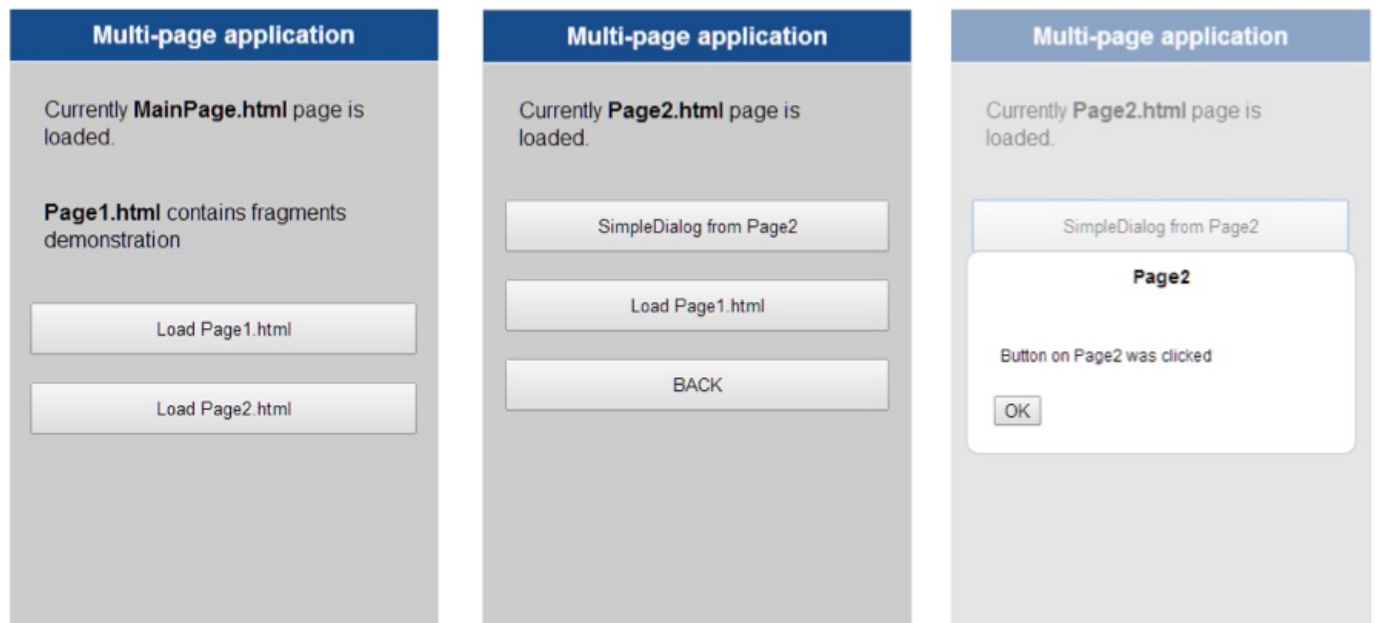 Multi-page application
Currently MainPage.html page is
loaded.
Page1.html contains fragments
demonstration
Load Page1.html
Load Page2.html
Multi-page application
Currently Page2.html page is
loaded.
SimpleDialog from Page2
Load Page1.html
BACK
Multi-page application
Currently Page2.html page is
loaded.
SimpleDialog from Page2
Page2
Button on Page2 was clicked
OK